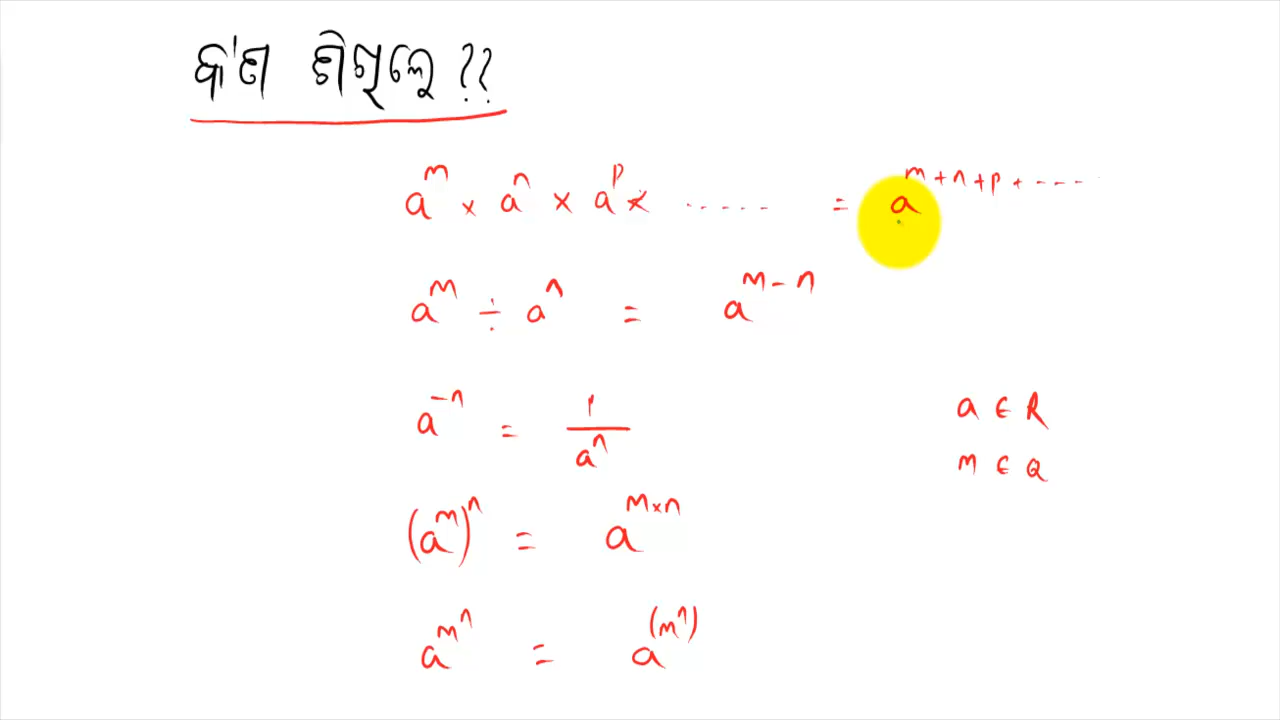 କ'ଣ ଶିଖିଲେ ??
a^m × a^n × a^p × ...... = a^{m+n+p+----}
a^m ÷ a^n = a^{m-n}
a^{-n} = 1/a^n
a ∈ R
m ∈ Q
(a^m)^n = a^{m×n}
a^{m^n} = a^{(m^n)}